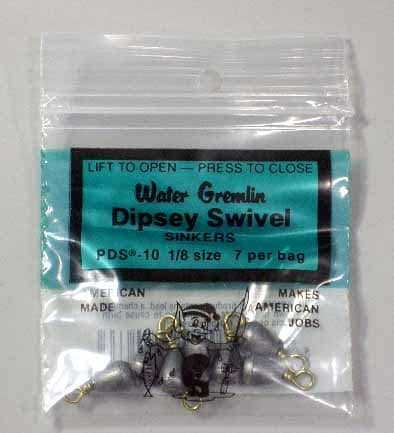 LIFT TO OPEN — PRESS TO CLOSE
Water Gremlin
Dipsey Swivel
SINKERS
PDS®-10 1/8 size 7 per bag
AMERICAN
MADE
MAKES
AMERICAN
JOBS